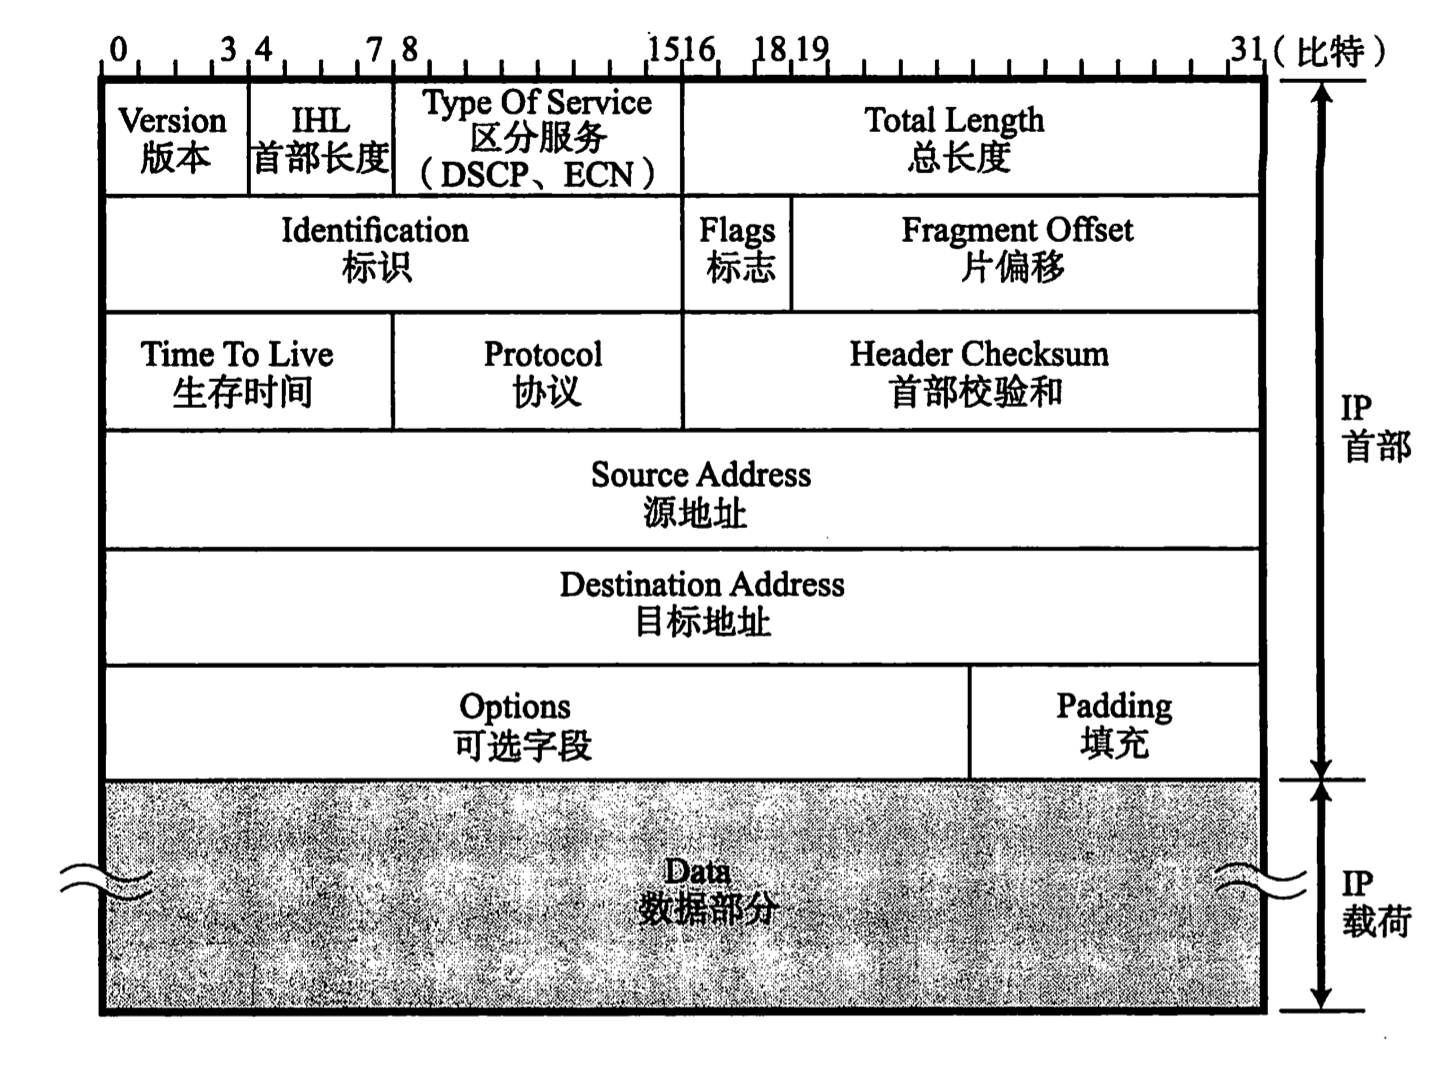 0 3 4 7 8 1516 1819 31(比特)
Version
版本
IHL
首部长度
Type Of Service
区分服务
(DSCP、ECN)
Total Length
总长度
Identification
标识
Flags
标志
Fragment Offset
片偏移
Time To Live
生存时间
Protocol
协议
Header Checksum
首部校验和
Source Address
源地址
Destination Address
目标地址
Options
可选字段
Padding
填充
IP
首部
Data
数据部分
IP
载荷